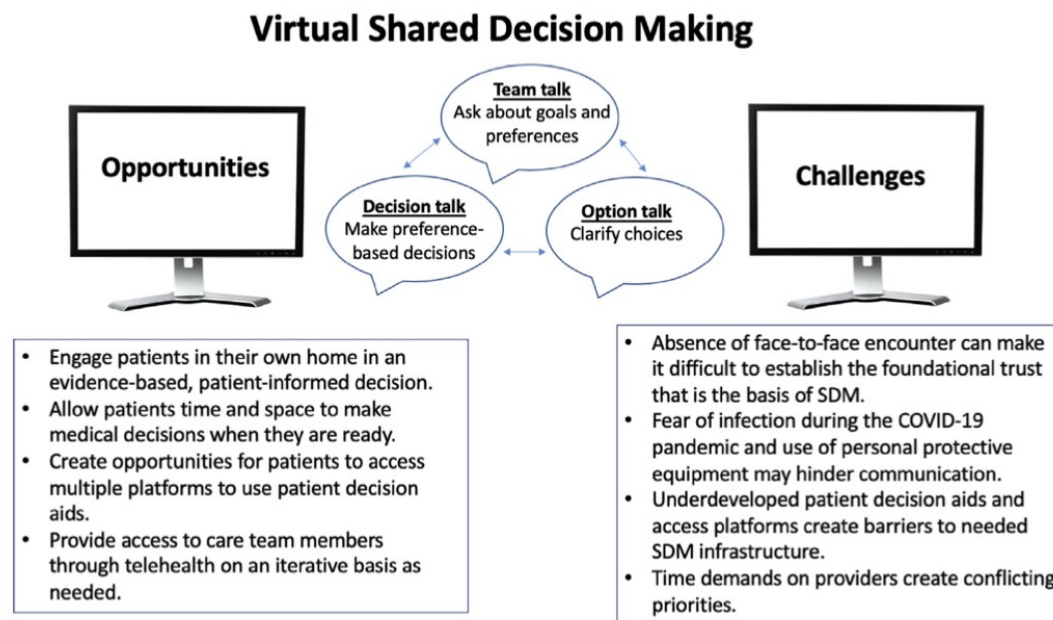 Virtual Shared Decision Making
Team talk
Ask about goals and
preferences
Opportunities
Decision talk
Make preference-
based decisions
Option talk
Clarify choices
Challenges
• Engage patients in their own home in an
evidence-based, patient-informed decision.
• Allow patients time and space to make
medical decisions when they are ready.
• Create opportunities for patients to access
multiple platforms to use patient decision
aids.
• Provide access to care team members
through telehealth on an iterative basis as
needed.
• Absence of face-to-face encounter can make
it difficult to establish the foundational trust
that is the basis of SDM.
• Fear of infection during the COVID-19
pandemic and use of personal protective
equipment may hinder communication.
• Underdeveloped patient decision aids and
access platforms create barriers to needed
SDM infrastructure.
• Time demands on providers create conflicting
priorities.